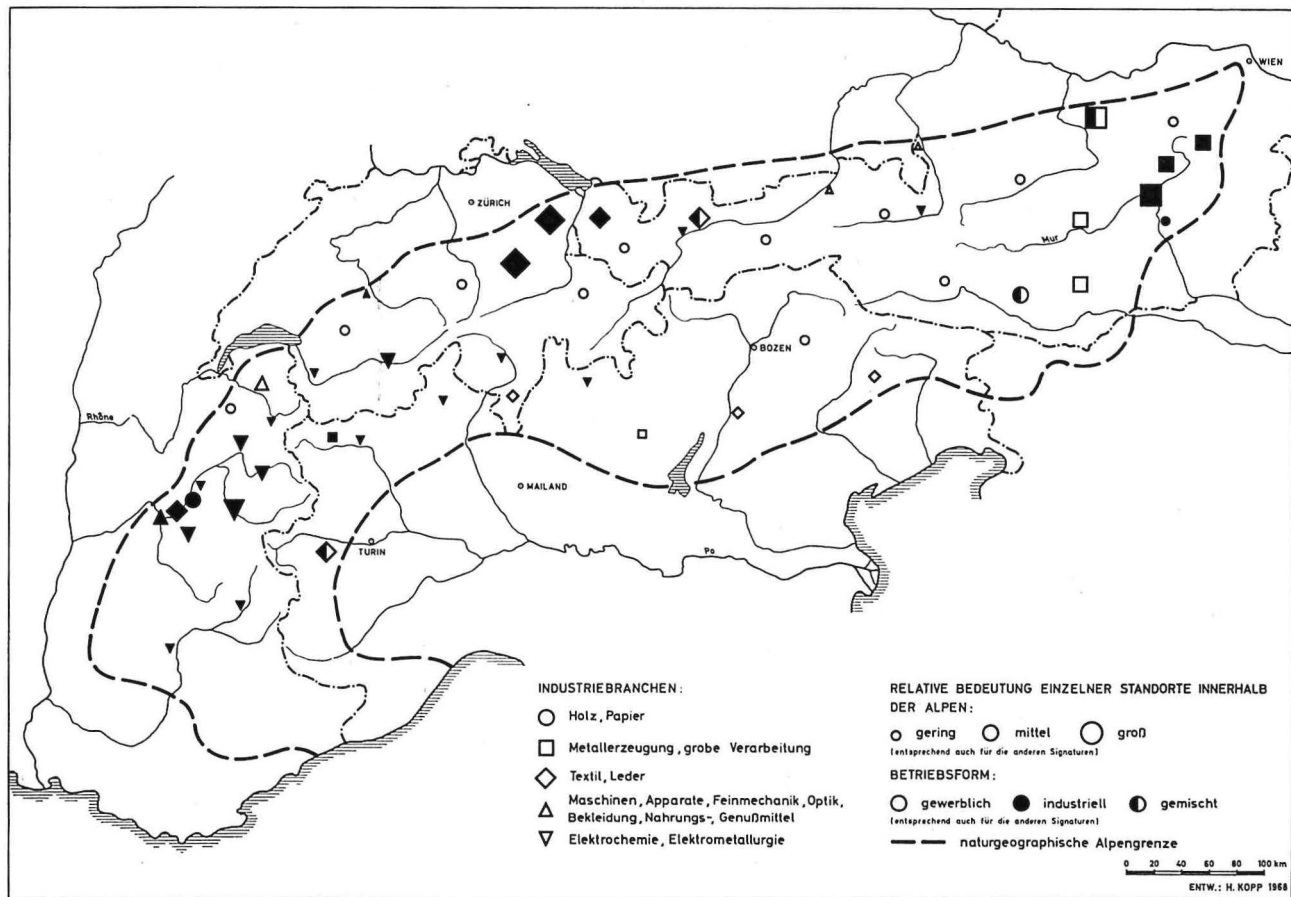 WIEN
ZÜRICH
Mur
BOZEN
Rhône
MAILAND
TURIN
Po
INDUSTRIEBRANCHEN:
Holz, Papier
Metallerzeugung, grobe Verarbeitung
Textil, Leder
Maschinen, Apparate, Feinmechanik, Optik,
Bekleidung, Nahrungs-, Genußmittel
Elektrochemie, Elektrometallurgie
RELATIVE BEDEUTUNG EINZELNER STANDORTE INNERHALB
DER ALPEN:
gering mittel groß
(entsprechend auch für die anderen Signaturen)
BETRIEBSFORM:
gewerblich industriell gemischt
(entsprechend auch für die anderen Signaturen)
naturgeographische Alpengrenze
0 20 40 60 80 100 km
ENTW.: H. KOPP 1968